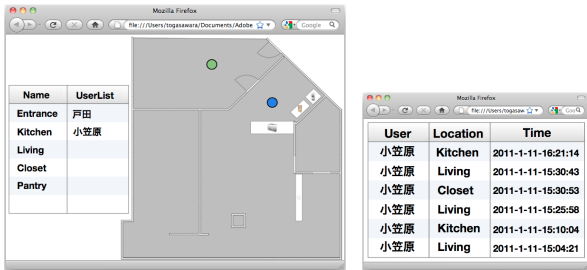 Mozilla Firefox
file:///Users/togasawara/Documents/Adobe
Google
Name UserList
Entrance 戸田
Kitchen 小笠原
Living
Closet
Pantry
Mozilla Firefox
file:///Users/togasaw
User Location Time
小笠原 Kitchen 2011-1-11-16:21:14
小笠原 Living 2011-1-11-15:30:43
小笠原 Closet 2011-1-11-15:30:53
小笠原 Living 2011-1-11-15:25:58
小笠原 Kitchen 2011-1-11-15:10:04
小笠原 Living 2011-1-11-15:04:21